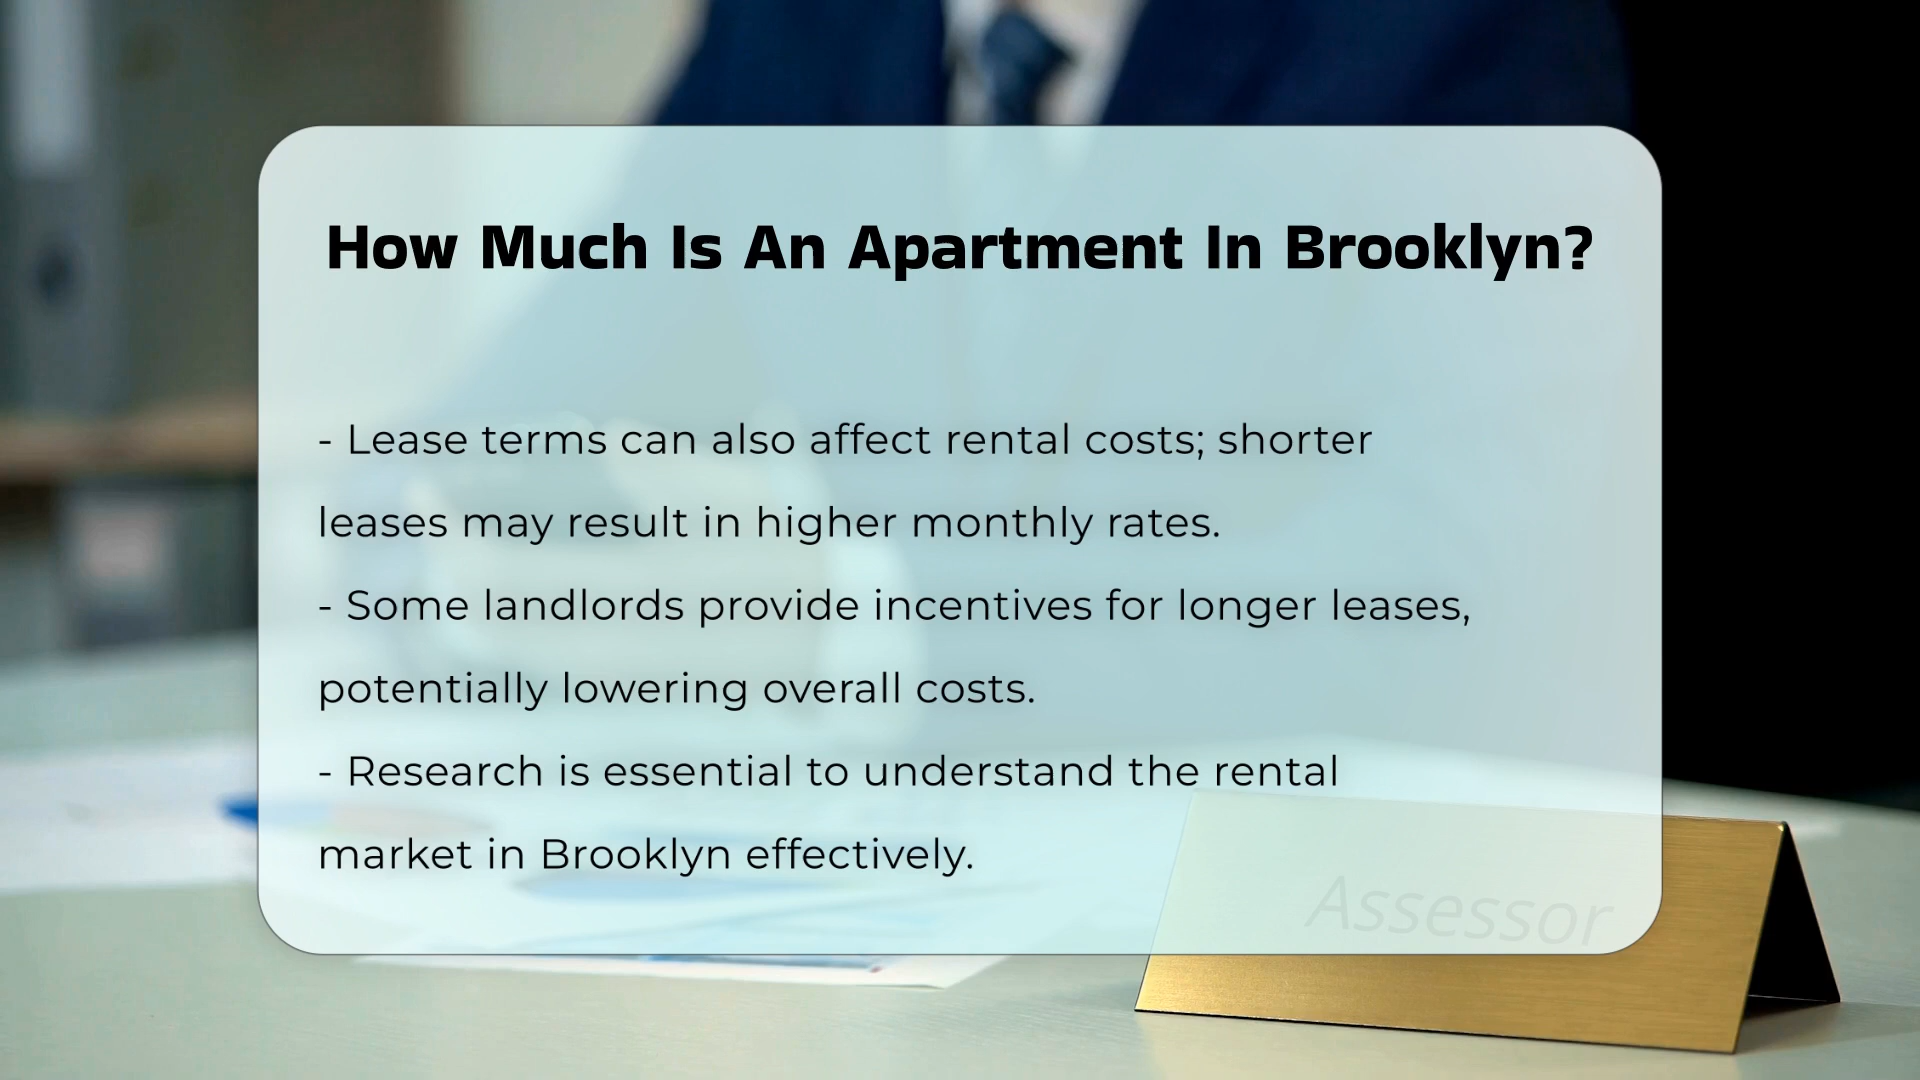 How Much Is An Apartment In Brooklyn?
- Lease terms can also affect rental costs; shorter
leases may result in higher monthly rates.
- Some landlords provide incentives for longer leases,
potentially lowering overall costs.
- Research is essential to understand the rental
market in Brooklyn effectively.
Assessor